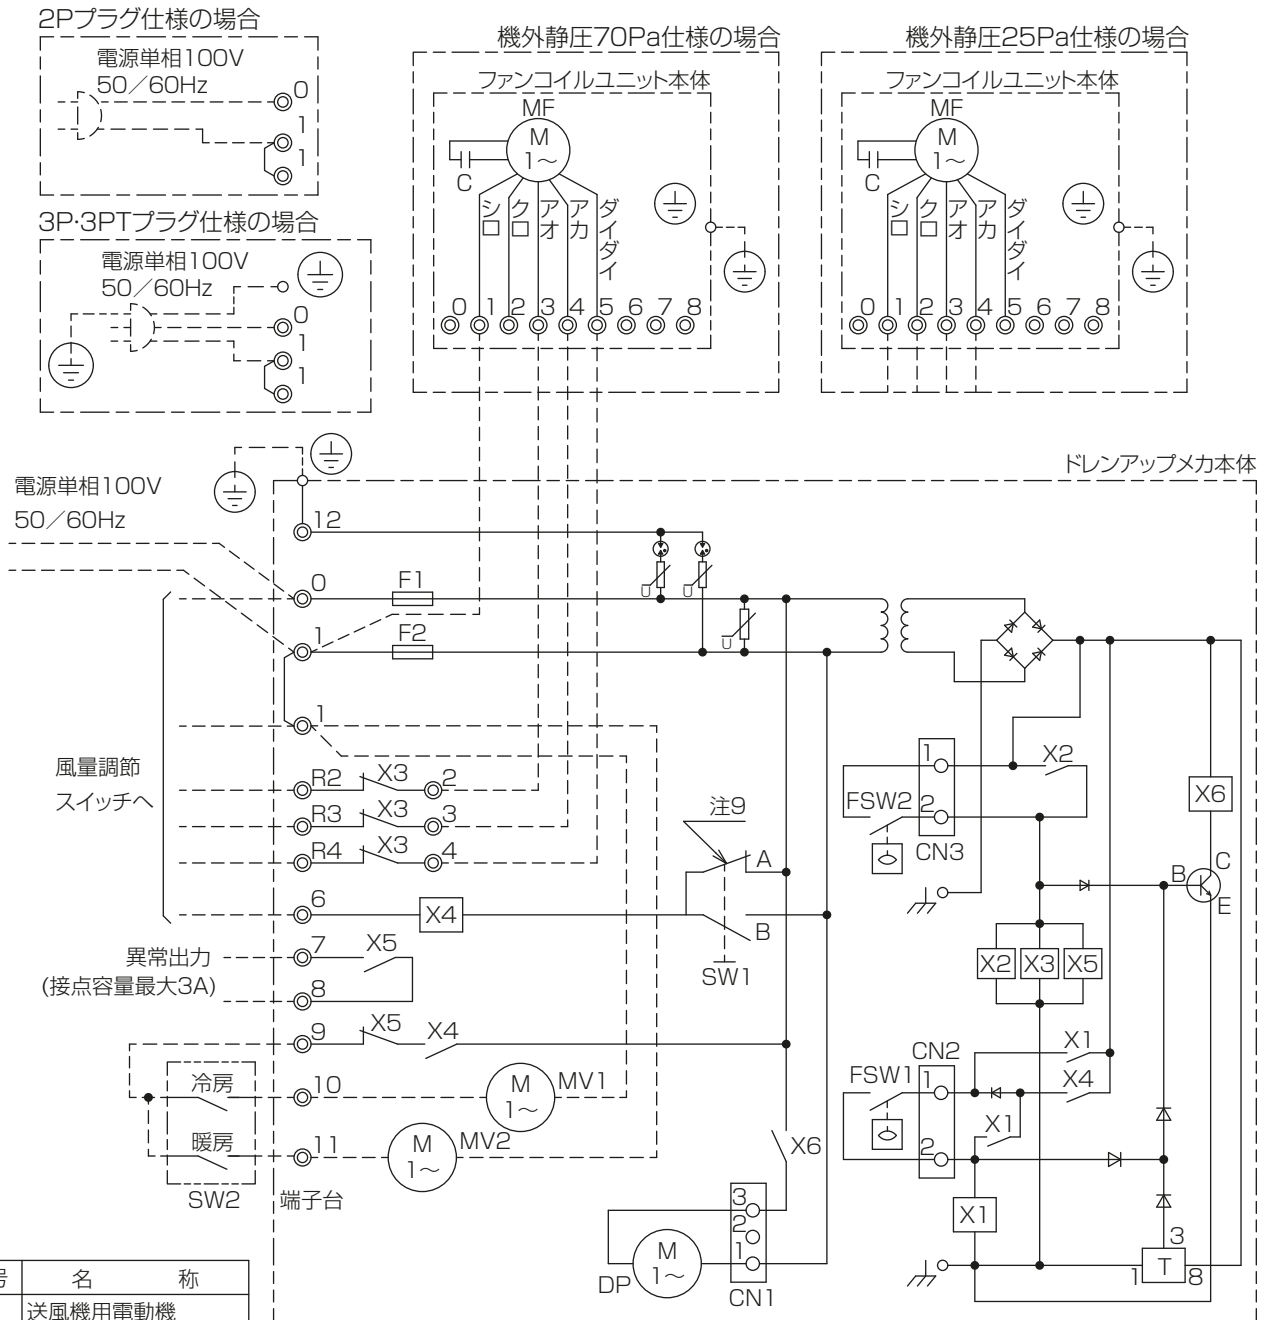 2Pプラグ仕様の場合
電源単相100V
50／60Hz
0
1
1
3P·3PTプラグ仕様の場合
電源単相100V
50／60Hz
0
1
1
機外静圧70Pa仕様の場合
ファンコイルユニット本体
MF
M
1～
C
シロ
クロ
アオ
アカ
ダイダイ
0 1 2 3 4 5 6 7 8
機外静圧25Pa仕様の場合
ファンコイルユニット本体
MF
M
1～
C
シロ
クロ
アオ
アカ
ダイダイ
0 1 2 3 4 5 6 7 8
ドレンアップメカ本体
電源単相100V
50／60Hz
12
U
U
U
0
F1
1
F2
1
風量調節
スイッチへ
R2 X3 2
R3 X3 3
R4 X3 4
6 X4
注9
A
B
SW1
異常出力
(接点容量最大3A)
7 X5
8
9 X5 X4
冷房
10
M
1～
MV1
暖房
11
M
1～
MV2
SW2
端子台
X6
3
2
1
CN1
M
1～
DP
1
2
CN3
FSW2
X2
X6
B
C
E
X2 X3 X5
CN2
FSW1
1
2
X1
X4
X1
X1
3
1 T 8
号 名 称
送風機用電動機